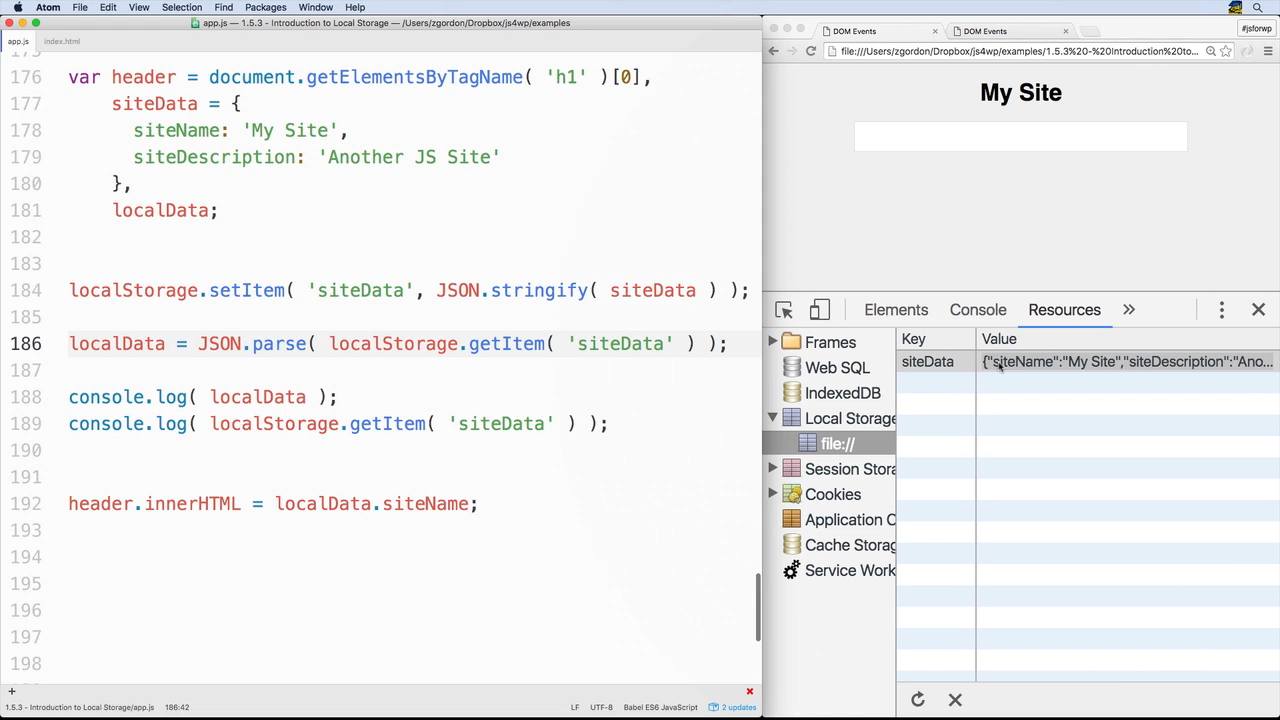 Atom File Edit View Selection Find Packages Window Help
app.js — 1.5.3 - Introduction to Local Storage — /Users/zgordon/Dropbox/js4wp/examples
app.js index.html
176 var header = document.getElementsByTagName( 'h1' )[0],
177 siteData = {
178 siteName: 'My Site',
179 siteDescription: 'Another JS Site'
180 },
181 localData;
182
183
184 localStorage.setItem( 'siteData', JSON.stringify( siteData ) );
185
186 localData = JSON.parse( localStorage.getItem( 'siteData' ) );
187
188 console.log( localData );
189 console.log( localStorage.getItem( 'siteData' ) );
190
191
192 header.innerHTML = localData.siteName;
193
194
195
196
197
198
+
1.5.3 - Introduction to Local Storage/app.js 186:42 LF UTF-8 Babel ES6 JavaScript 2 updates
DOM Events DOM Events #jsforwp
file:///Users/zgordon/Dropbox/js4wp/examples/1.5.3%20-%20Introduction%20to...
My Site
Elements Console Resources »
Frames
Web SQL
IndexedDB
Local Storage
file://
Session Stora
Cookies
Application C
Cache Storag
Service Work
Key Value
siteData {"siteName":"My Site","siteDescription":"Ano...